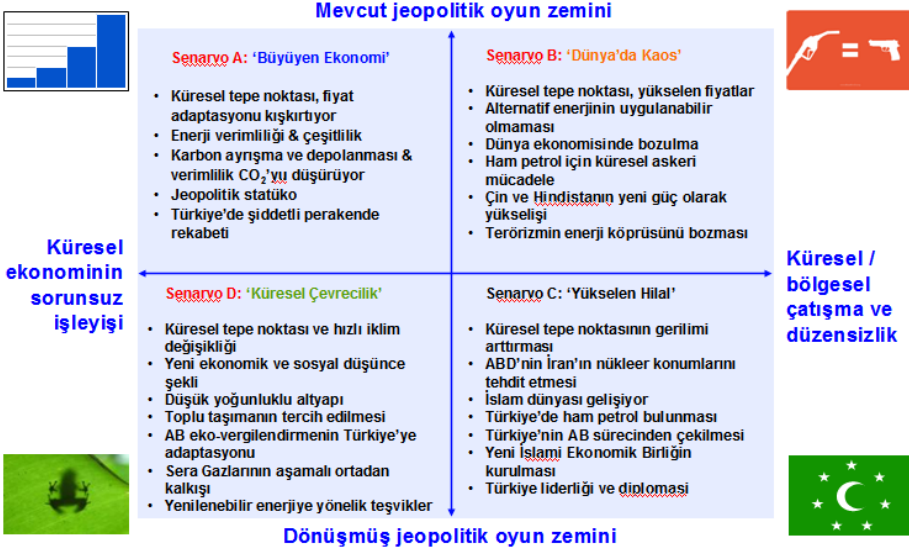 Mevcut jeopolitik oyun zemini
Senaryo A: ‘Büyüyen Ekonomi’
• Küresel tepe noktası, fiyat
adaptasyonu kışkırtıyor
• Enerji verimliliği & çeşitlilik
• Karbon ayrışma ve depolanması &
verimlilik CO2’yu düşürüyor
• Jeopolitik statüko
• Türkiye’de şiddetli perakende
rekabeti
Senaryo B: ‘Dünya’da Kaos’
• Küresel tepe noktası, yükselen fiyatlar
• Alternatif enerjinin uygulanabilir
olmaması
• Dünya ekonomisinde bozulma
• Ham petrol için küresel askeri
mücadele
• Çin ve Hindistanın yeni güç olarak
yükselişi
• Terörizmin enerji köprüsünü bozması
=
Küresel
ekonominin
sorunsuz
işleyişi
Küresel /
bölgesel
çatışma ve
düzensizlik
Senaryo D: ‘Küresel Çevrecilik’
• Küresel tepe noktası ve hızlı iklim
değişikliği
• Yeni ekonomik ve sosyal düşünce
şekli
• Düşük yoğunluklu altyapı
• Toplu taşımanın tercih edilmesi
• AB eko-vergilendirmenin Türkiye’ye
adaptasyonu
• Sera Gazlarının aşamalı ortadan
kalkışı
• Yenilenebilir enerjiye yönelik teşvikler
Senaryo C: ‘Yükselen Hilal’
• Küresel tepe noktasının gerilimi
arttırması
• ABD’nin İran’ın nükleer konumlarını
tehdit etmesi
• İslam dünyası gelişiyor
• Türkiye’de ham petrol bulunması
• Türkiye’nin AB sürecinden çekilmesi
• Yeni İslami Ekonomik Birliğin
kurulması
• Türkiye liderliği ve diplomasi
Dönüşmüş jeopolitik oyun zemini